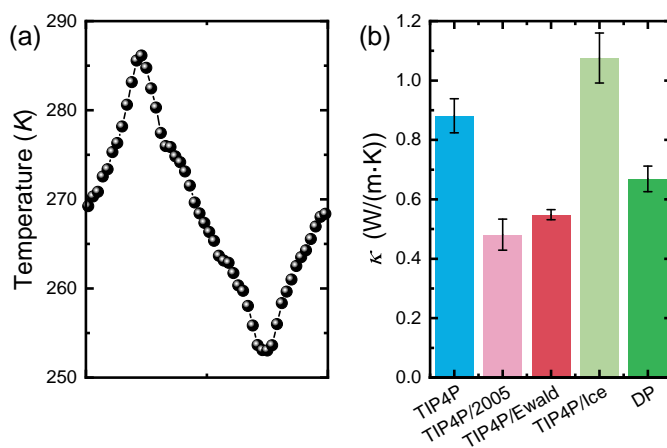 (a)
Temperature (K)
290
280
270
260
250
(b)
κ (W/(m·K))
1.2
1.0
0.8
0.6
0.4
0.2
0.0
TIP4P
TIP4P/2005
TIP4P/Ewald
TIP4P/Ice
DP